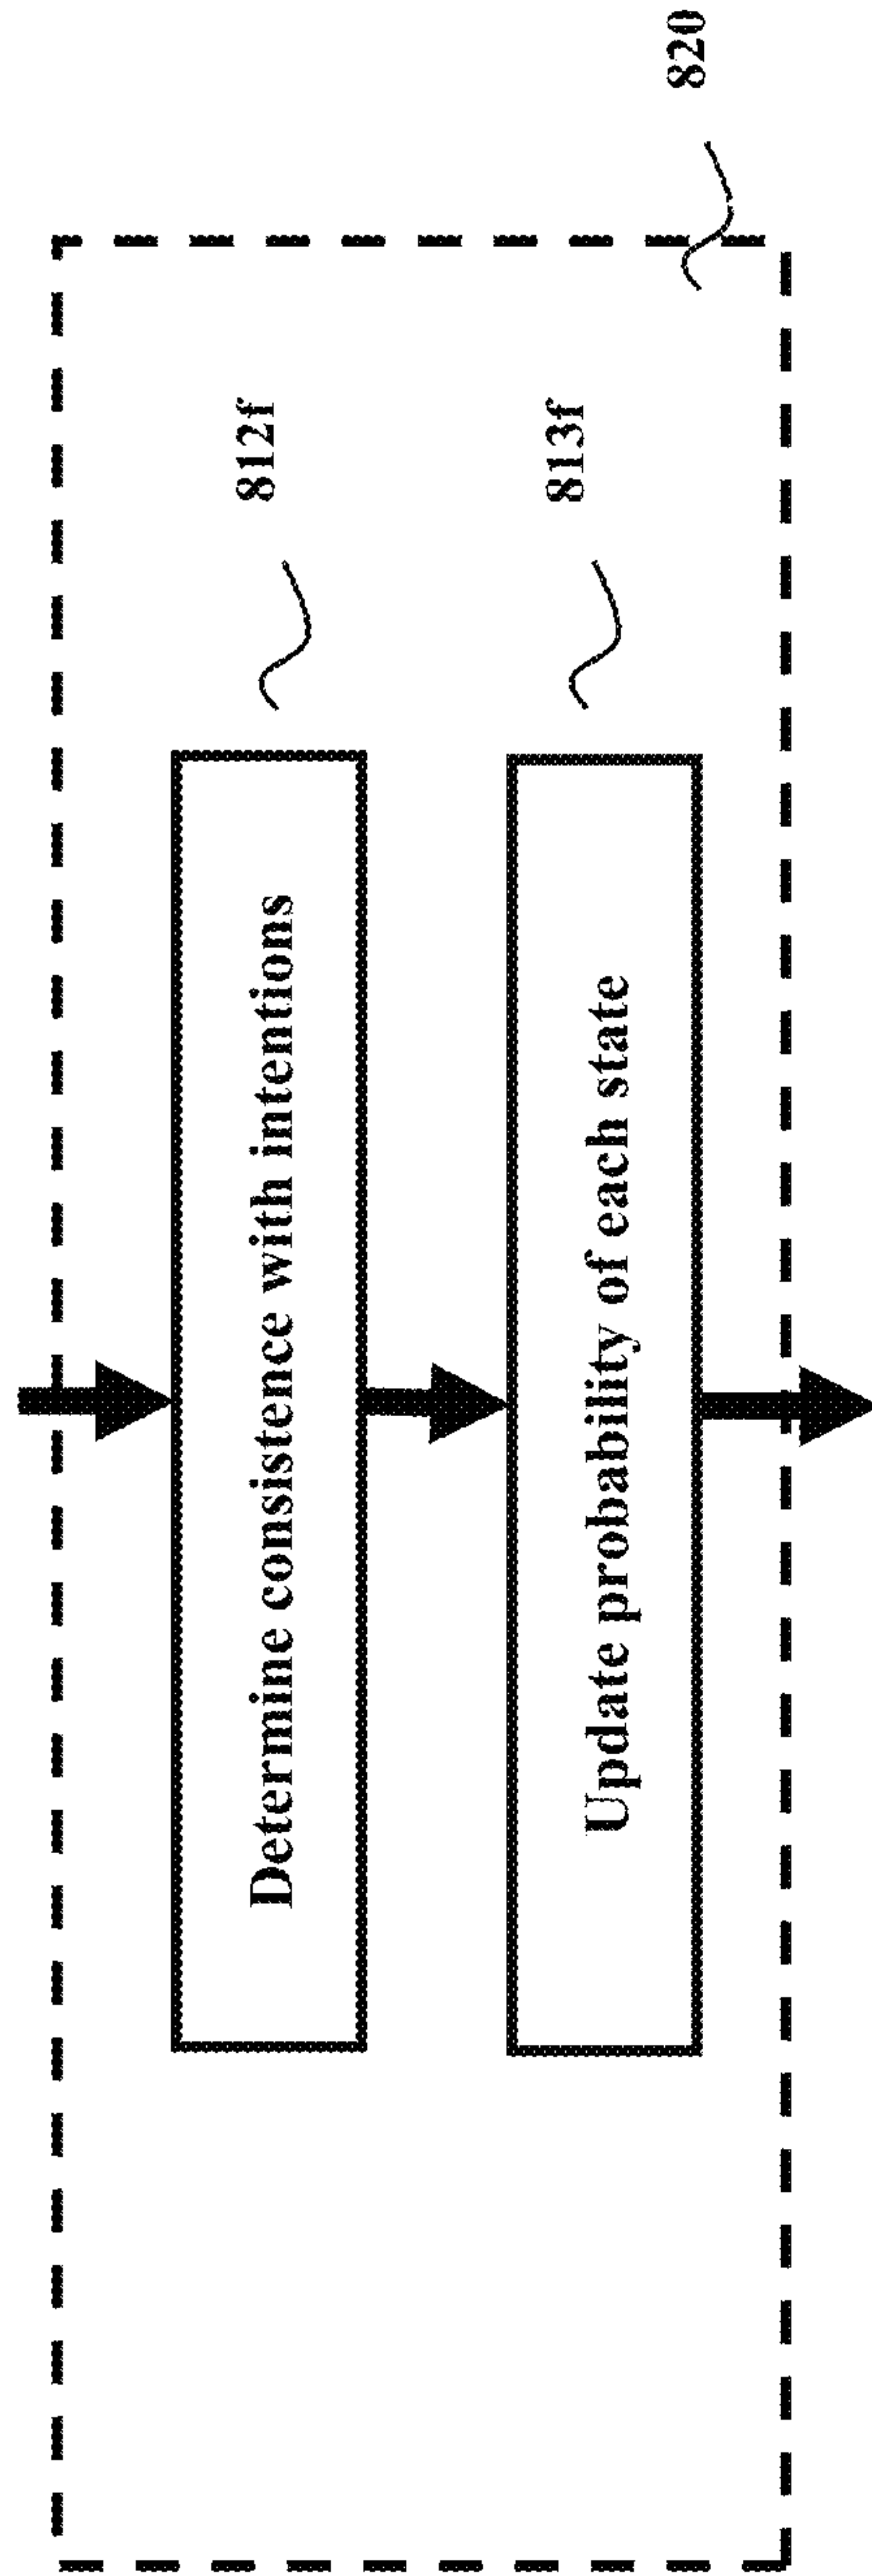 Determine consistence with intentions
812f
Update probability of each state
813f
820